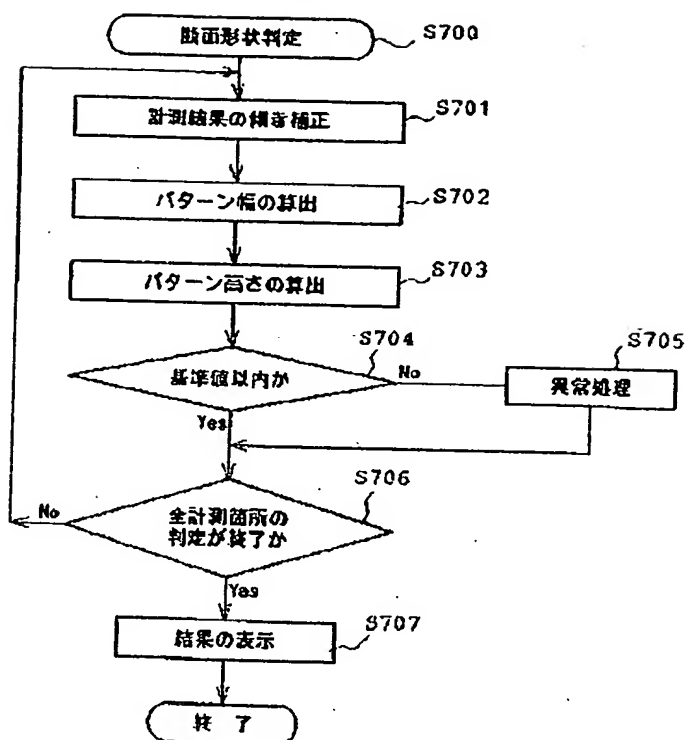 断面形状判定
S700
計測結果の傾き補正
S701
パターン幅の算出
S702
パターン高さの算出
S703
基準値以内か
S704
No
異常処理
S705
Yes
全計測箇所の
判定が終了か
S706
No
Yes
結果の表示
S707
終 了